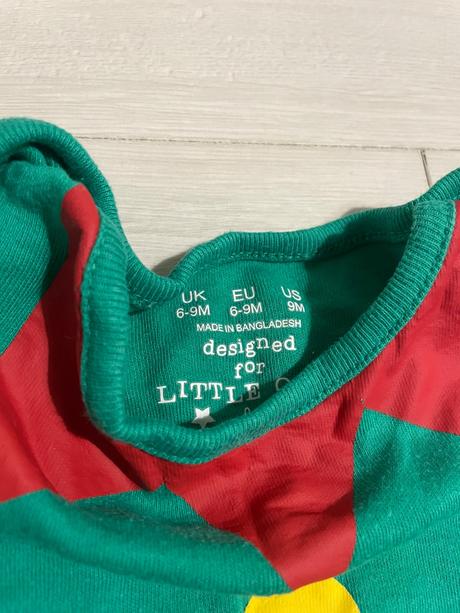 UK EU US
6-9M 6-9M 9M
MADE IN BANGLADESH
designed
for
LITTLE